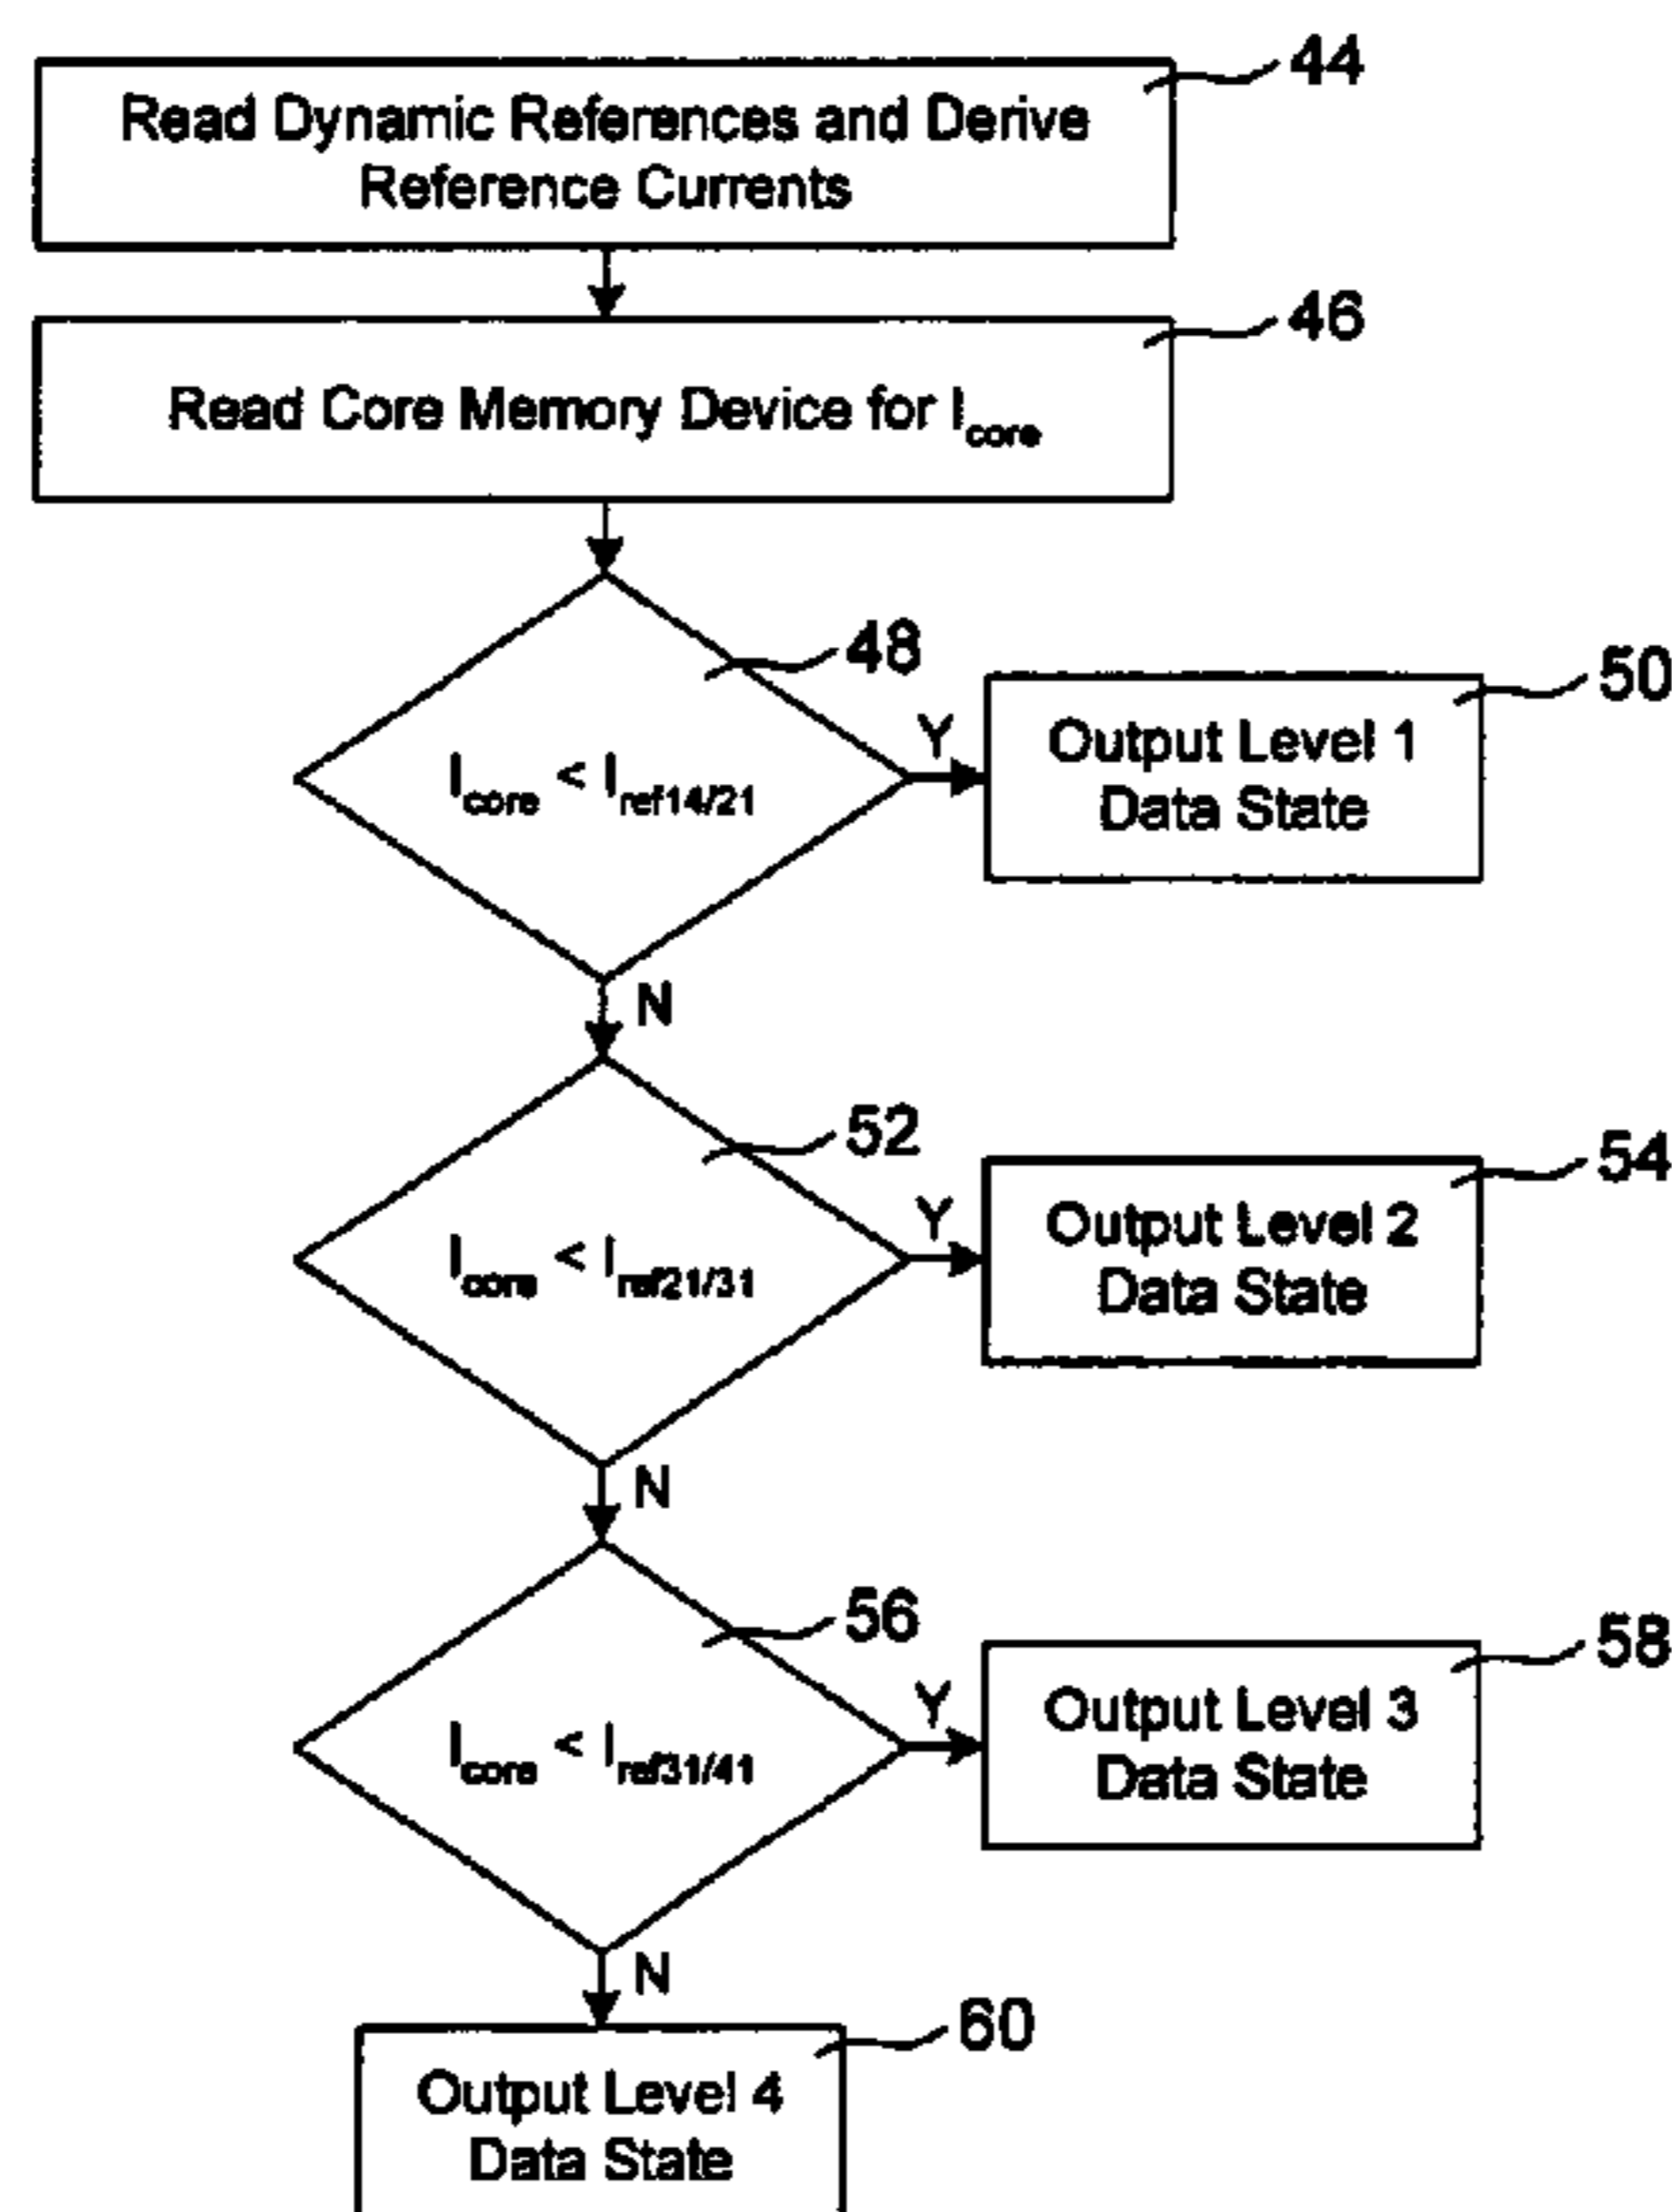 44
Read Dynamic References and Derive
Reference Currents
46
Read Core Memory Device for Icore
48
Icore < Iref14/21
Y
50
Output Level 1
Data State
N
52
Icore < Iref21/31
Y
54
Output Level 2
Data State
N
56
Icore < Iref31/41
Y
58
Output Level 3
Data State
N
60
Output Level 4
Data State